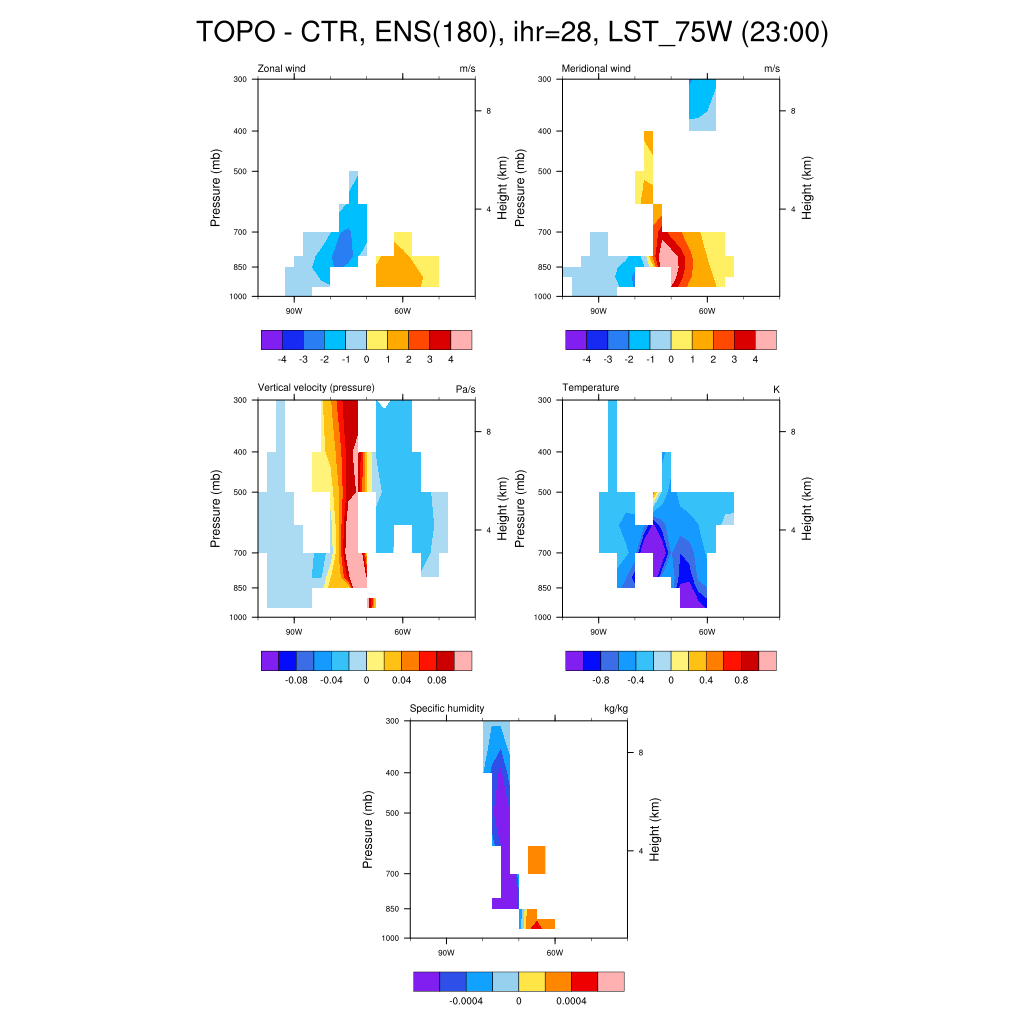 TOPO - CTR, ENS(180), ihr=28, LST_75W (23:00)
Zonal wind m/s
Pressure (mb)
300
400
500
700
850
1000
8
4
Height (km)
90W 60W
-4 -3 -2 -1 0 1 2 3 4
Meridional wind m/s
Pressure (mb)
300
400
500
700
850
1000
8
4
Height (km)
90W 60W
-4 -3 -2 -1 0 1 2 3 4
Vertical velocity (pressure) Pa/s
Pressure (mb)
300
400
500
700
850
1000
8
4
Height (km)
90W 60W
-0.08 -0.04 0 0.04 0.08
Temperature K
Pressure (mb)
300
400
500
700
850
1000
8
4
Height (km)
90W 60W
-0.8 -0.4 0 0.4 0.8
Specific humidity kg/kg
Pressure (mb)
300
400
500
700
850
1000
8
4
Height (km)
90W 60W
-0.0004 0 0.0004